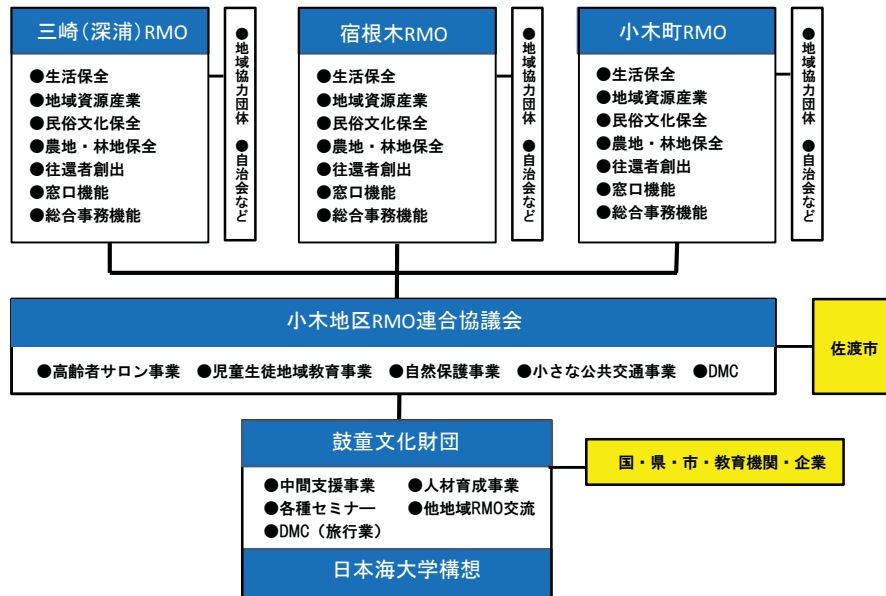 三崎（深浦）RMO
●生活保全
●地域資源産業
●民俗文化保全
●農地・林地保全
●往還者創出
●窓口機能
●総合事務機能
●地域協力団体　●自治会など
宿根木RMO
●生活保全
●地域資源産業
●民俗文化保全
●農地・林地保全
●往還者創出
●窓口機能
●総合事務機能
●地域協力団体　●自治会など
小木町RMO
●生活保全
●地域資源産業
●民俗文化保全
●農地・林地保全
●往還者創出
●窓口機能
●総合事務機能
●地域協力団体　●自治会など
小木地区RMO連合協議会
●高齢者サロン事業　●児童生徒地域教育事業　●自然保護事業　●小さな公共交通事業　●DMC
佐渡市
鼓童文化財団
●中間支援事業　●人材育成事業
●各種セミナー　●他地域RMO交流
●DMC（旅行業）
国・県・市・教育機関・企業
日本海大学構想